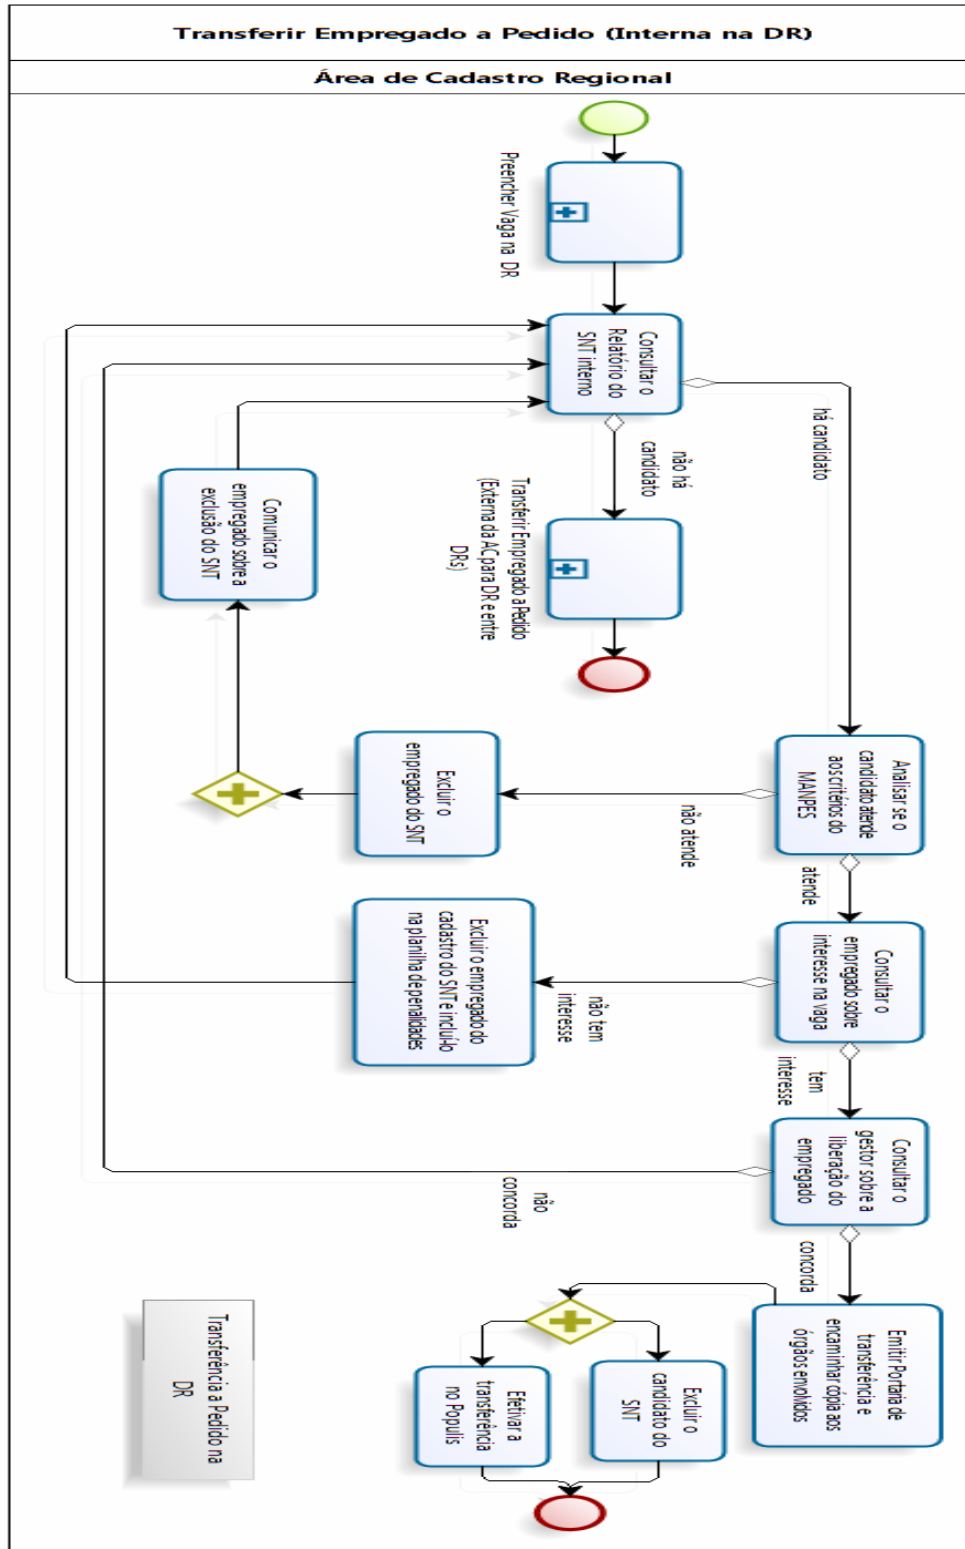 Transferir Empregado a Pedido (Interna na DR)
Área de Cadastro Regional
Preencher Vaga na DR
Consultar o
Relatório do
SNT interno
há candidato
não há
candidato
Transferir Empregado a Pedido
(Externa da AC para DR e entre
DRs)
Comunicar o
empregado sobre a
exclusão do SNT
Analisar se o
candidato atende
aos critérios do
MANPES
não atende
Excluir o
empregado do SNT
atende
Consultar o
empregado sobre
interesse na vaga
não tem
interesse
Excluir o empregado do
cadastro do SNT e incluí-lo
na planilha de penalidades
tem
interesse
Consultar o
gestor sobre a
liberação do
empregado
não
concorda
concorda
Emitir Portaria de
transferência e
encaminhar cópia aos
órgãos envolvidos
Excluir o
candidato do
SNT
Efetivar a
transferência
no Populis
Transferência a Pedido na
DR